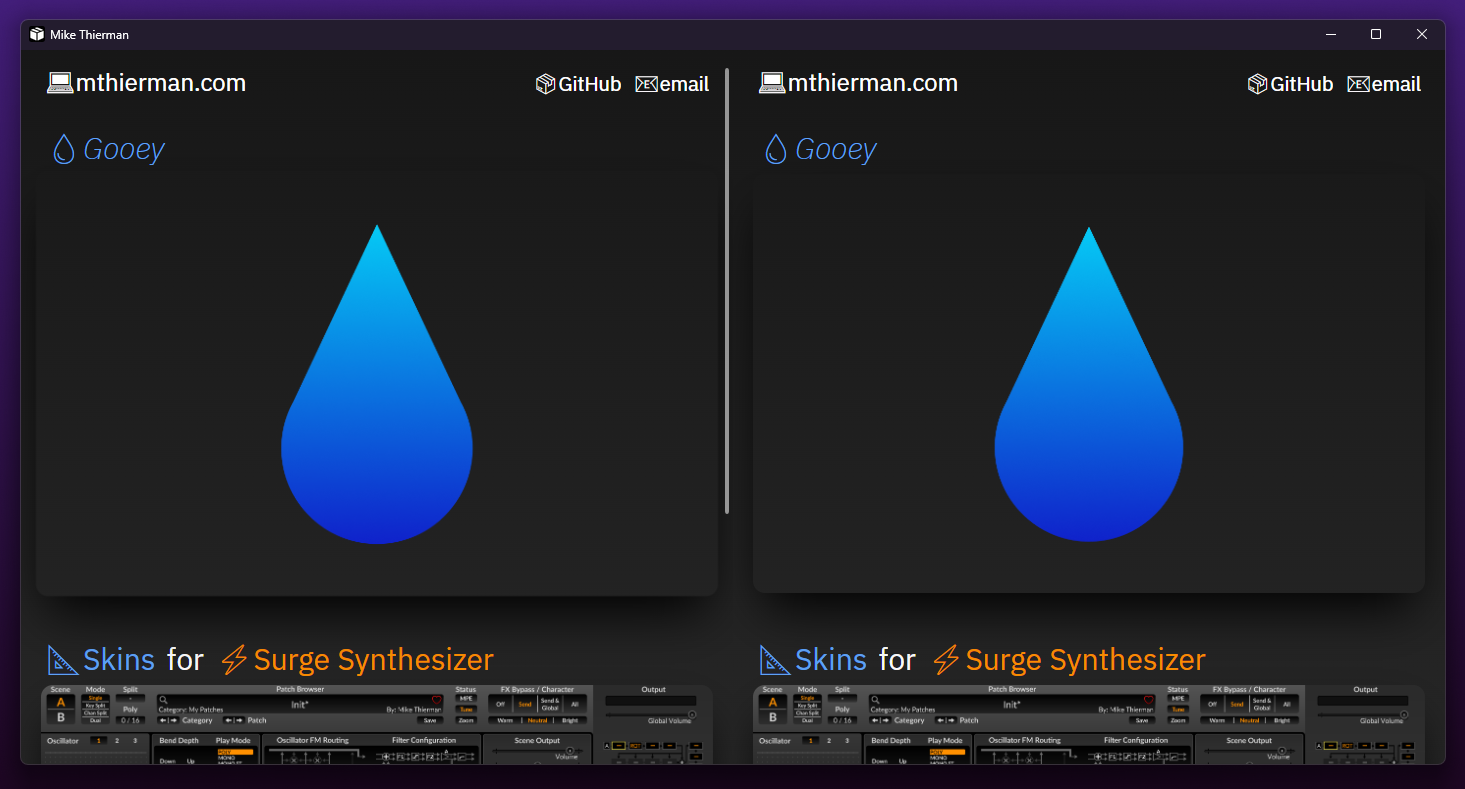 Mike Thierman
mthierman.com GitHub email
Gooey
Skins for Surge Synthesizer
Scene Mode Split Patch Browser Status FX Bypass / Character Output
A Single Init* MPE Off Send Send & Global All
Key Split Poly Category: My Patches By: Mike Thierman Tune
B Chan Split Global Volume
Dual 0 / 16 Category Patch Save Zoom Warm Neutral Bright
Oscillator 1 2 3 Bend Depth Play Mode Oscillator FM Routing Filter Configuration Scene Output
POLY
Down Up MONO Volume
mthierman.com GitHub email
Gooey
Skins for Surge Synthesizer
Scene Mode Split Patch Browser Status FX Bypass / Character Output
A Single Init* MPE Off Send Send & Global All
Key Split Poly Category: My Patches By: Mike Thierman Tune
B Chan Split Global Volume
Dual 0 / 16 Category Patch Save Zoom Warm Neutral Bright
Oscillator 1 2 3 Bend Depth Play Mode Oscillator FM Routing Filter Configuration Scene Output
POLY
Down Up MONO Volume